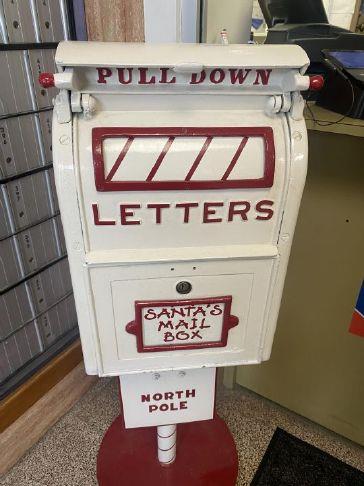 PULL DOWN
LETTERS
SANTA'S
MAIL
BOX
NORTH
POLE